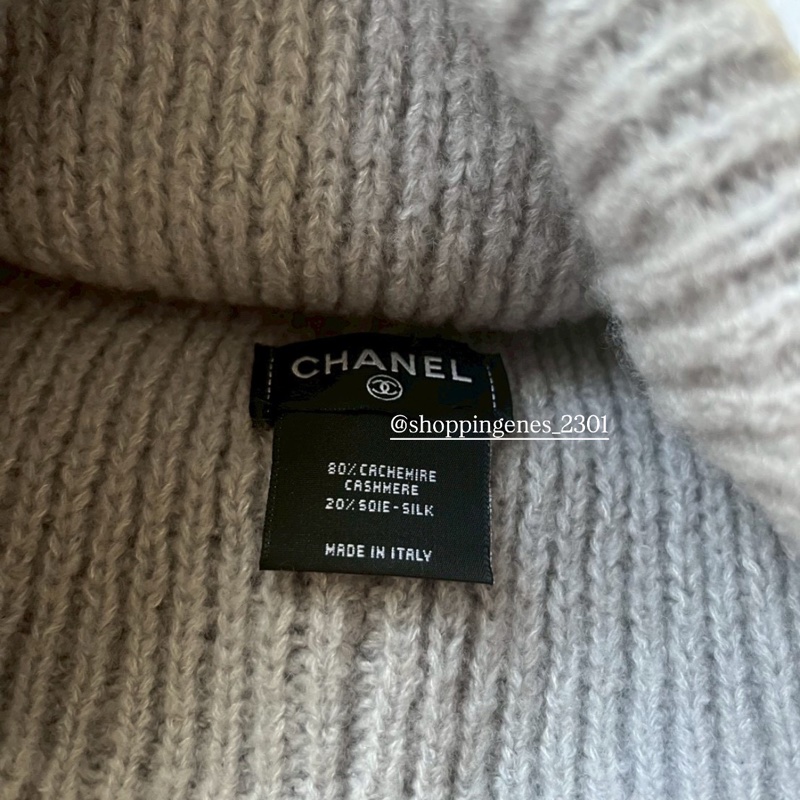 CHANEL
@shoppingenes_2301
80% CACHEMIRE
CASHMERE
20% SOIE-SILK
MADE IN ITALY